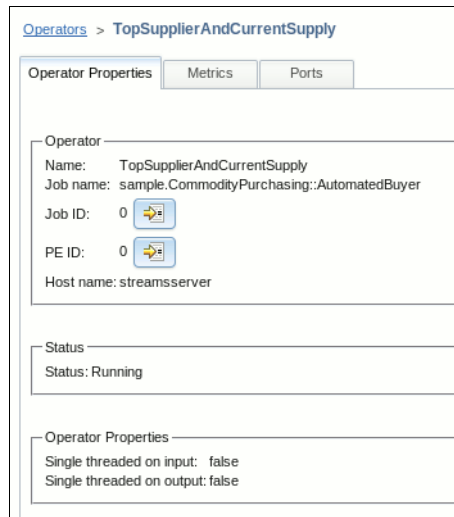 Operators > TopSupplierAndCurrentSupply
Operator Properties Metrics Ports
Operator
Name: TopSupplierAndCurrentSupply
Job name: sample.CommodityPurchasing::AutomatedBuyer
Job ID: 0
PE ID: 0
Host name: streamsserver
Status
Status: Running
Operator Properties
Single threaded on input: false
Single threaded on output: false